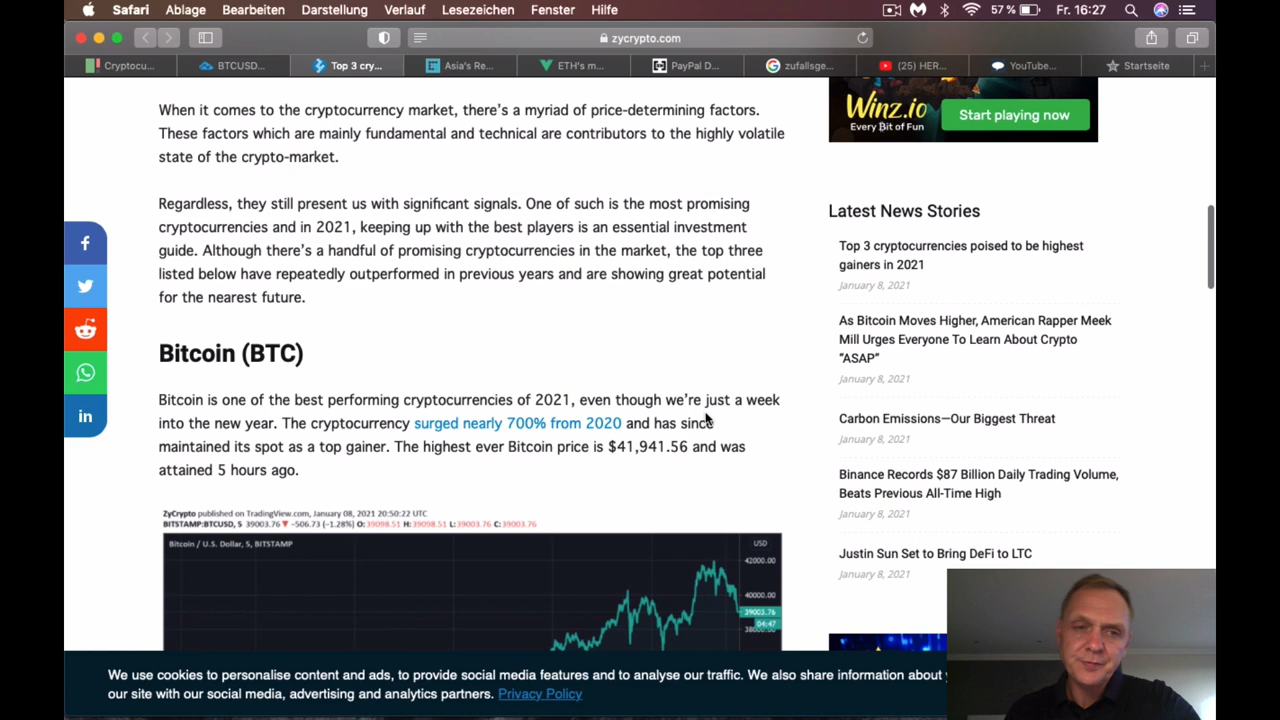 Safari Ablage Bearbeiten Darstellung Verlauf Lesezeichen Fenster Hilfe 57 % Fr. 16:27
zycrypto.com
Cryptocu... BTCUSD... Top 3 cry... Asia's Re... ETH's m... PayPal D... zufallsge... (25) HER... YouTube... Startseite
When it comes to the cryptocurrency market, there's a myriad of price-determining factors.
These factors which are mainly fundamental and technical are contributors to the highly volatile
state of the crypto-market.
Regardless, they still present us with significant signals. One of such is the most promising
cryptocurrencies and in 2021, keeping up with the best players is an essential investment
guide. Although there's a handful of promising cryptocurrencies in the market, the top three
listed below have repeatedly outperformed in previous years and are showing great potential
for the nearest future.
Bitcoin (BTC)
Bitcoin is one of the best performing cryptocurrencies of 2021, even though we're just a week
into the new year. The cryptocurrency surged nearly 700% from 2020 and has since
maintained its spot as a top gainer. The highest ever Bitcoin price is $41,941.56 and was
attained 5 hours ago.
ZyCrypto published on TradingView.com, January 08, 2021 20:50:22 UTC
BITSTAMP:BTCUSD, 5 39003.76 ▼ −506.73 (−1.28%) O:39098.51 H:39098.51 L:39003.76 C:39003.76
Bitcoin / U.S. Dollar, 5, BITSTAMP
USD
42000.00
40000.00
39003.76
04:47
38000.00
Winz.io
Every Bit of Fun
Start playing now
Latest News Stories
Top 3 cryptocurrencies poised to be highest
gainers in 2021
January 8, 2021
As Bitcoin Moves Higher, American Rapper Meek
Mill Urges Everyone To Learn About Crypto
“ASAP”
January 8, 2021
Carbon Emissions—Our Biggest Threat
Binance Records $87 Billion Daily Trading Volume,
Beats Previous All-Time High
January 8, 2021
Justin Sun Set to Bring DeFi to LTC
January 8, 2021
We use cookies to personalise content and ads, to provide social media features and to analyse our traffic. We also share information about
our site with our social media, advertising and analytics partners. Privacy Policy